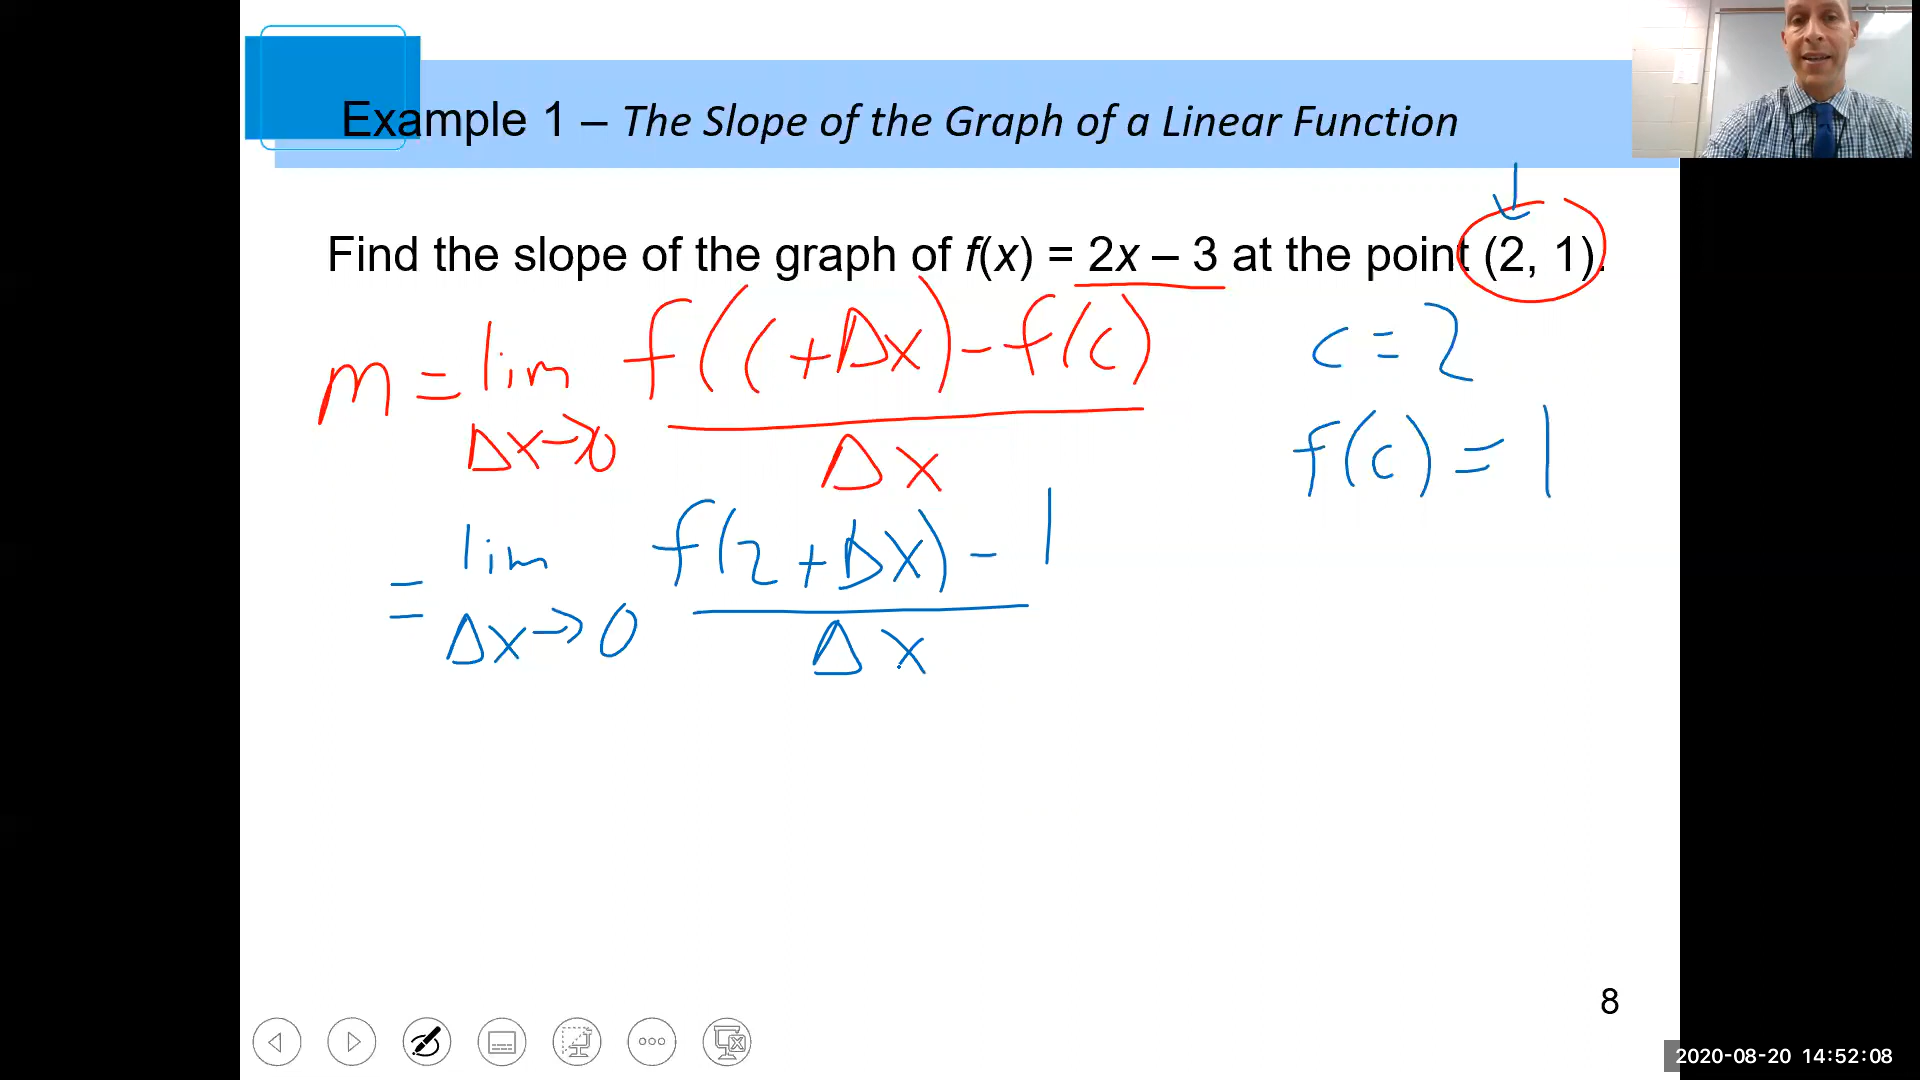 Example 1 – The Slope of the Graph of a Linear Function
Find the slope of the graph of f(x) = 2x – 3 at the point (2, 1).
m = lim Δx→0 f(c+Δx) – f(c) / Δx
c = 2
f(c) = 1
= lim Δx→0 f(2+Δx) – 1 / Δx
8
2020-08-20 14:52:08